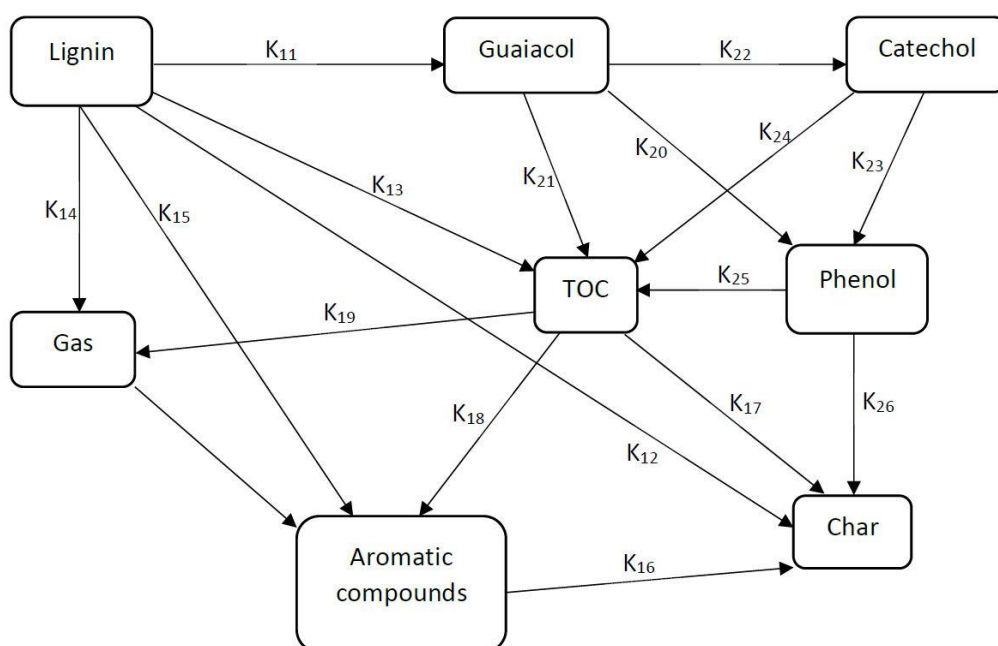 Lignin
K₁₁
Guaiacol
K₂₂
Catechol
K₁₄
K₁₅
K₁₃
K₂₁
K₂₀
K₂₄
K₂₃
TOC
K₂₅
Phenol
Gas
K₁₉
K₁₈
K₁₂
K₁₇
K₂₆
Aromatic
compounds
K₁₆
Char